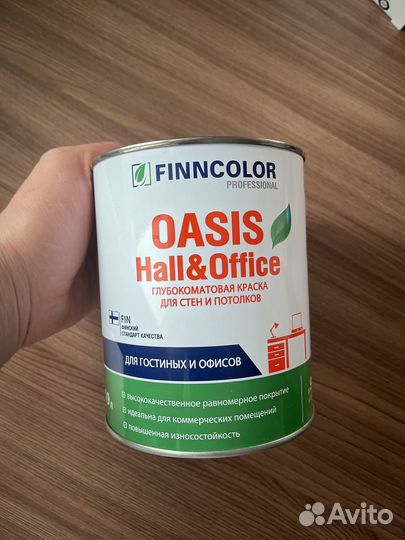 FINNCOLOR
PROFESSIONAL
OASIS
Hall&Office
ГЛУБОКОМАТОВАЯ КРАСКА
ДЛЯ СТЕН И ПОТОЛКОВ
FIN
ФИНСКИЙ
СТАНДАРТ КАЧЕСТВА
ДЛЯ ГОСТИНЫХ И ОФИСОВ
высококачественное равномерное покрытие
идеальна для коммерческих помещений
повышенная износостойкость
9 л
Avito